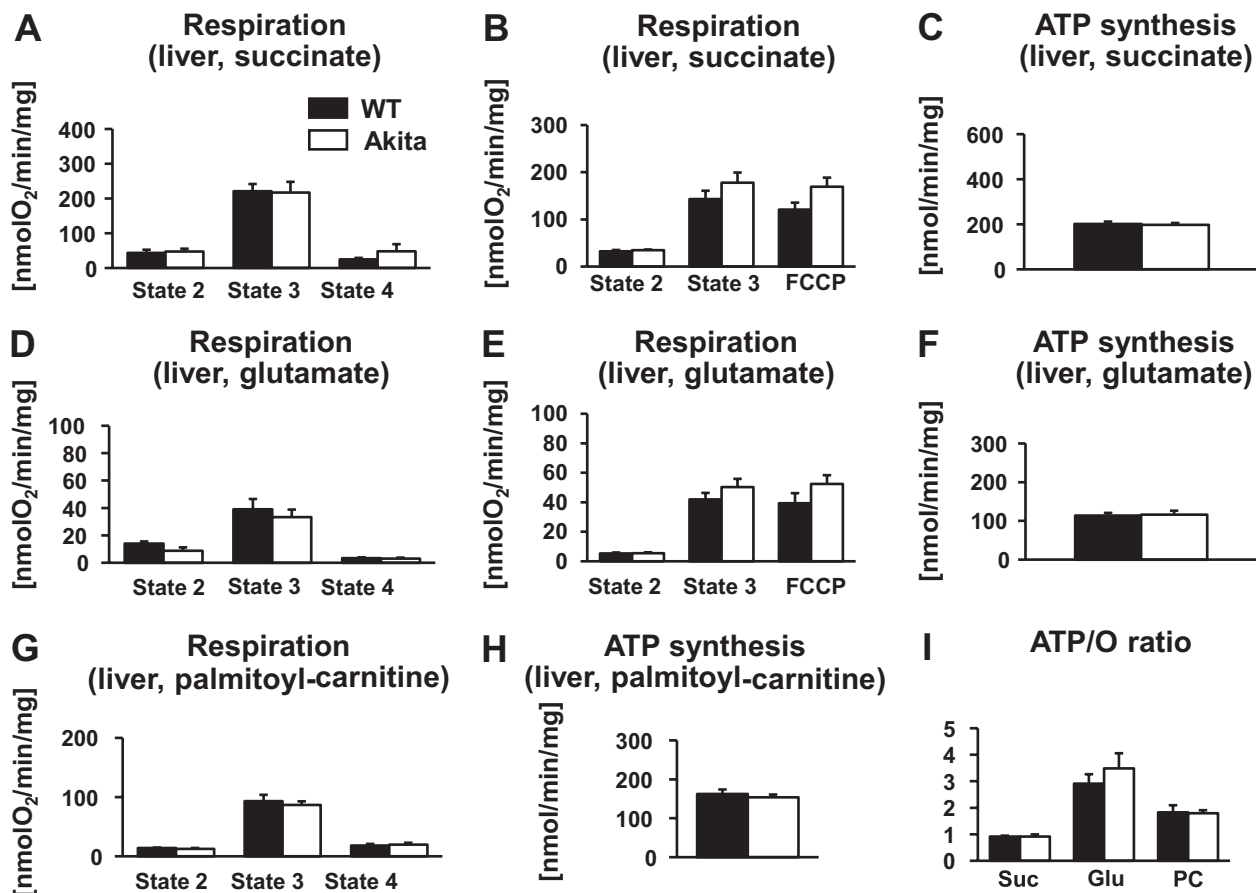 A
Respiration
(liver, succinate)
[nmolO₂/min/mg]
WT
Akita
400
300
200
100
0
State 2 State 3 State 4
B
Respiration
(liver, succinate)
[nmolO₂/min/mg]
300
200
100
0
State 2 State 3 FCCP
C
ATP synthesis
(liver, succinate)
[nmol/min/mg]
600
400
200
0
D
Respiration
(liver, glutamate)
[nmolO₂/min/mg]
100
80
60
40
20
0
State 2 State 3 State 4
E
Respiration
(liver, glutamate)
[nmolO₂/min/mg]
100
80
60
40
20
0
State 2 State 3 FCCP
F
ATP synthesis
(liver, glutamate)
[nmol/min/mg]
300
200
100
0
G
Respiration
(liver, palmitoyl-carnitine)
[nmolO₂/min/mg]
200
100
0
State 2 State 3 State 4
H
ATP synthesis
(liver, palmitoyl-carnitine)
[nmol/min/mg]
300
200
100
0
I
ATP/O ratio
5
4
3
2
1
0
Suc Glu PC